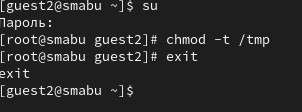 [guest2@smabu ~]$ su
Пароль:
[root@smabu guest2]# chmod -t /tmp
[root@smabu guest2]# exit
exit
[guest2@smabu ~]$